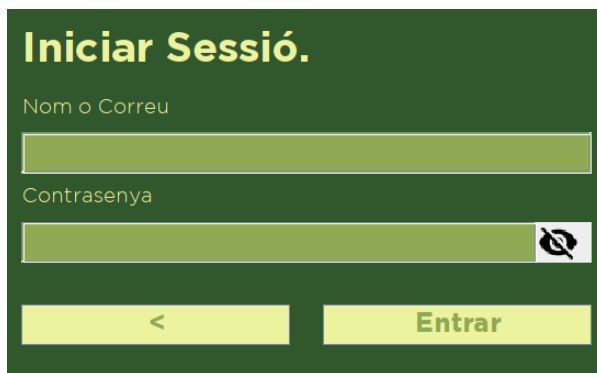 Iniciar Sessió.
Nom o Correu
Contrasenya
< Entrar